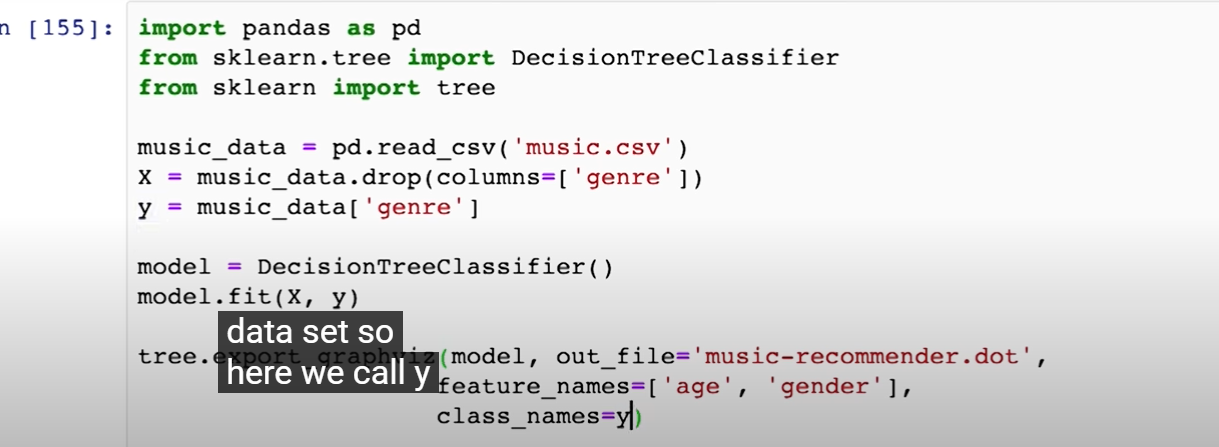 n [155]:
import pandas as pd
from sklearn.tree import DecisionTreeClassifier
from sklearn import tree
music_data = pd.read_csv('music.csv')
X = music_data.drop(columns=['genre'])
y = music_data['genre']
model = DecisionTreeClassifier()
model.fit(X, y)
data set so
tree.export_graphviz(model, out_file='music-recommender.dot',
here we call y
feature_names=['age', 'gender'],
class_names=y)